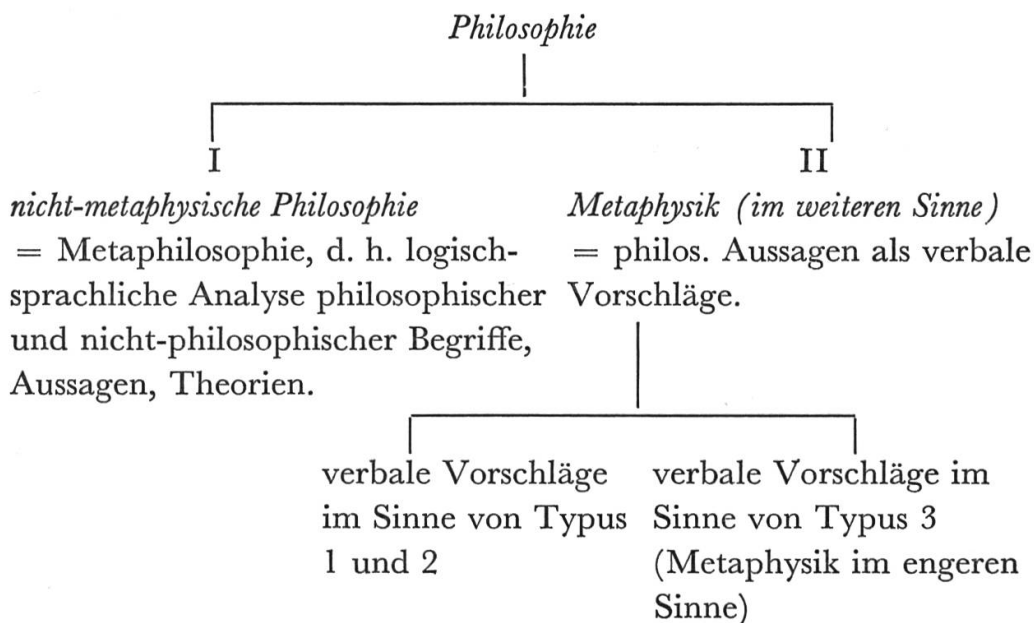 Philosophie
I
nicht-metaphysische Philosophie
= Metaphilosophie, d. h. logisch-
sprachliche Analyse philosophischer
und nicht-philosophischer Begriffe,
Aussagen, Theorien.
II
Metaphysik (im weiteren Sinne)
= philos. Aussagen als verbale
Vorschläge.
verbale Vorschläge
im Sinne von Typus
1 und 2
verbale Vorschläge im
Sinne von Typus 3
(Metaphysik im engeren
Sinne)